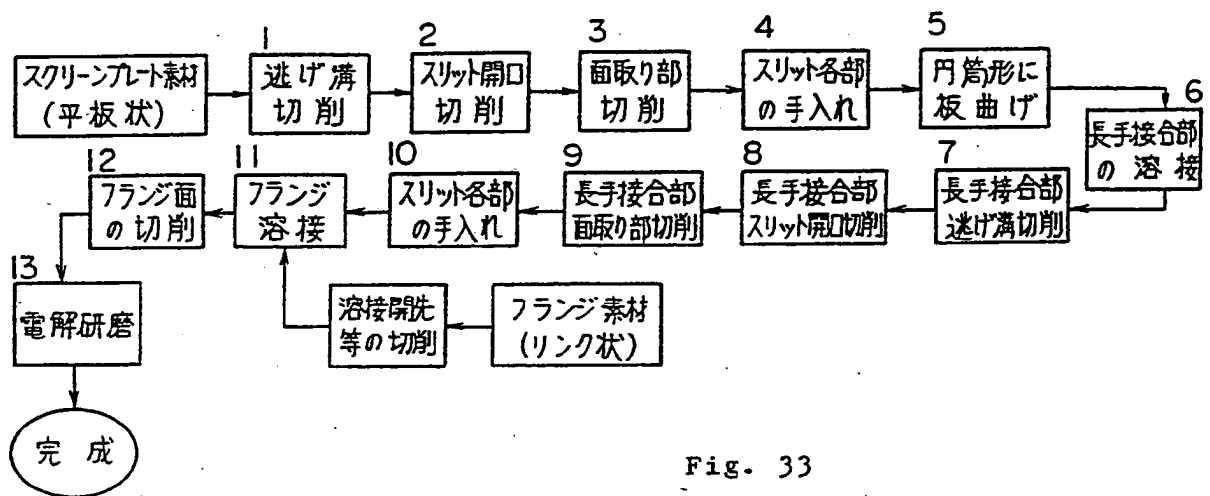 スクリーンプレート素材
(平板状)
1
逃げ溝
切削
2
スリット開口
切削
3
面取り部
切削
4
スリット各部
の手入れ
5
円筒形に
板曲げ
6
長手接合部
の溶接
7
長手接合部
逃げ溝切削
8
長手接合部
スリット開口切削
9
長手接合部
面取り部切削
10
スリット各部
の手入れ
11
フランジ
溶接
12
フランジ面
の切削
13
電解研磨
溶接開先
等の切削
フランジ素材
(リンク状)
完成
Fig. 33